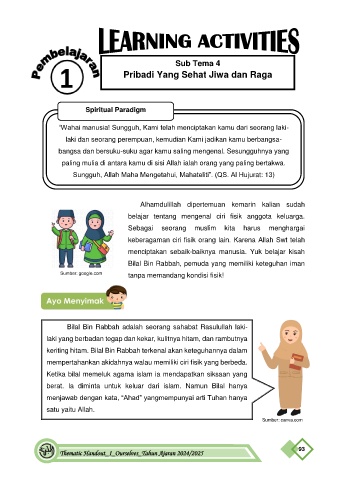 LEARNING ACTIVITIES
Pembelajaran
1
Sub Tema 4
Pribadi Yang Sehat Jiwa dan Raga
Spiritual Paradigm
“Wahai manusia! Sungguh, Kami telah menciptakan kamu dari seorang laki-
laki dan seorang perempuan, kemudian Kami jadikan kamu berbangsa-
bangsa dan bersuku-suku agar kamu saling mengenal. Sesungguhnya yang
paling mulia di antara kamu di sisi Allah ialah orang yang paling bertakwa.
Sungguh, Allah Maha Mengetahui, Mahateliti”. (QS. Al Hujurat: 13)
Alhamdulillah dipertemuan kemarin kalian sudah
belajar tentang mengenal ciri fisik anggota keluarga.
Sebagai seorang muslim kita harus menghargai
keberagaman ciri fisik orang lain. Karena Allah Swt telah
menciptakan sebaik-baiknya manusia. Yuk belajar kisah
Bilal Bin Rabbah, pemuda yang memiliki keteguhan iman
tanpa memandang kondisi fisik!
Sumber: google.com
Ayo Menyimak
Bilal Bin Rabbah adalah seorang sahabat Rasulullah laki-
laki yang berbadan tegap dan kekar, kulitnya hitam, dan rambutnya
keriting hitam. Bilal Bin Rabbah terkenal akan keteguhannya dalam
mempertahankan akidahnya walau memiliki ciri fisik yang berbeda.
Ketika bilal memeluk agama islam ia mendapatkan siksaan yang
berat. Ia diminta untuk keluar dari islam. Namun Bilal hanya
menjawab dengan kata, “Ahad” yangmempunyai arti Tuhan hanya
satu yaitu Allah.
Sumber: canva.com
Thematic Handout_1_Ourselves_Tahun Ajaran 2024/2025
93